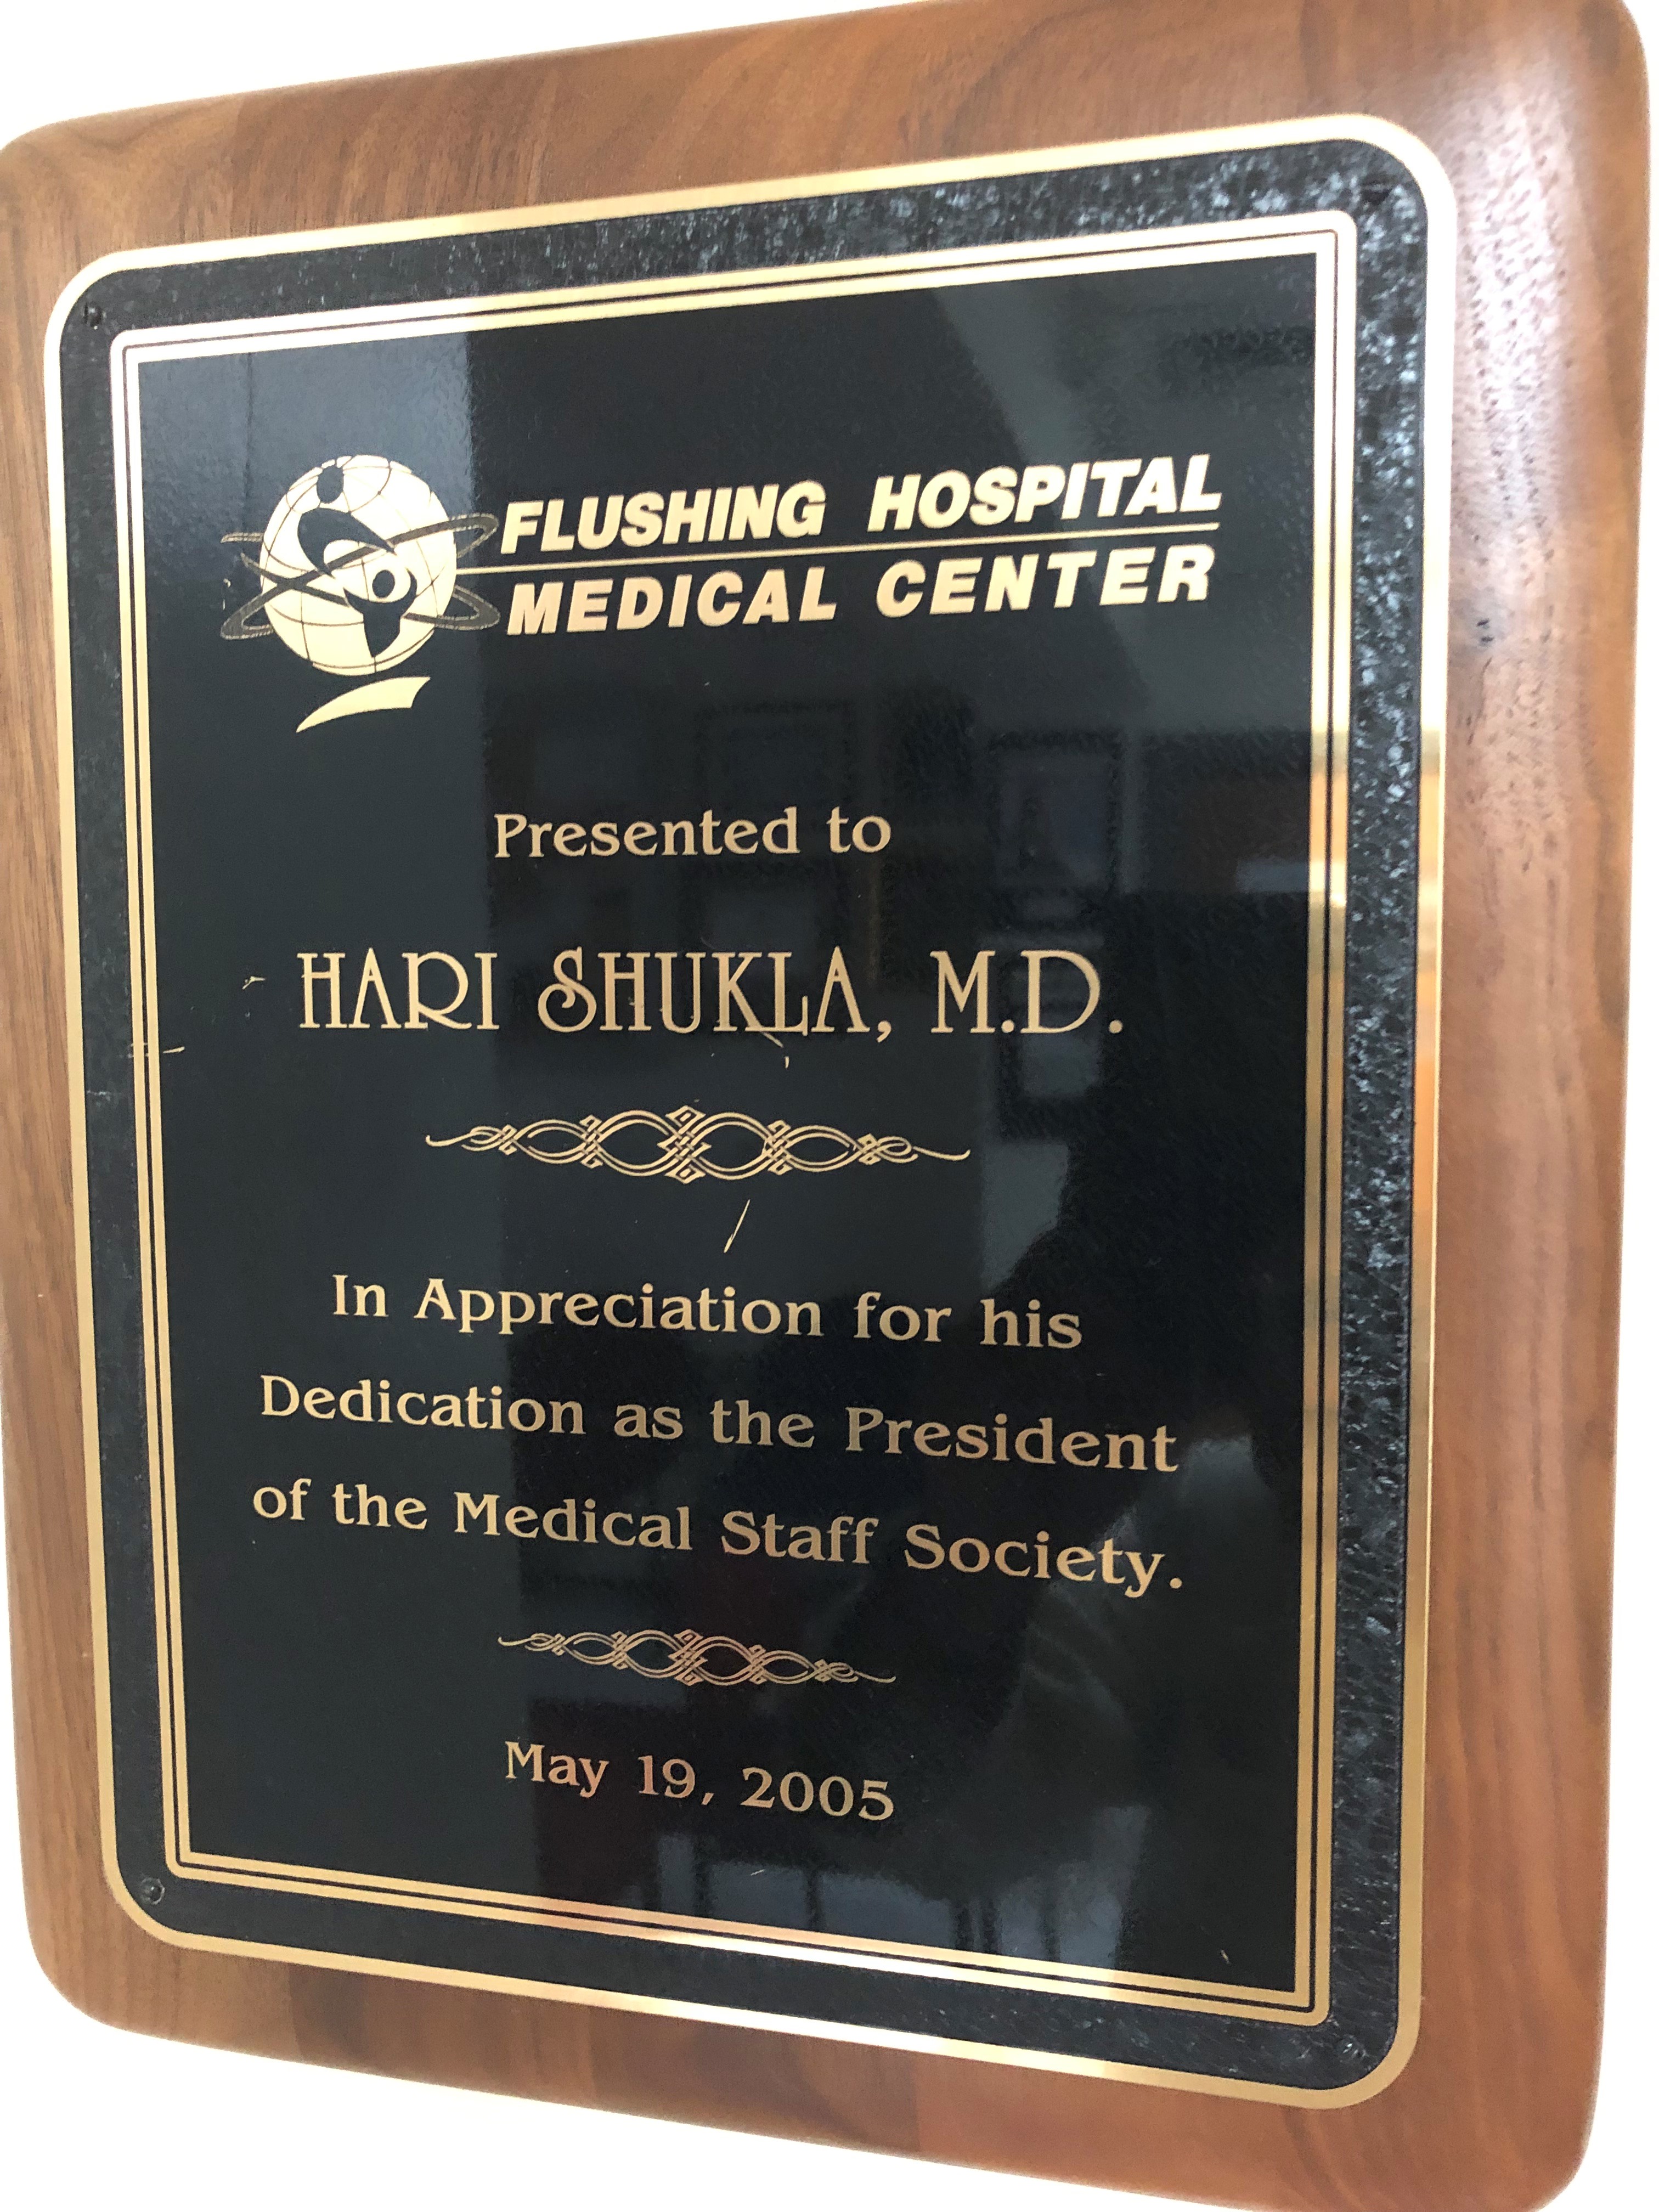 FLUSHING HOSPITAL
MEDICAL CENTER
Presented to
HARI SHUKLA, M.D.
In Appreciation for his
Dedication as the President
of the Medical Staff Society.
May 19, 2005